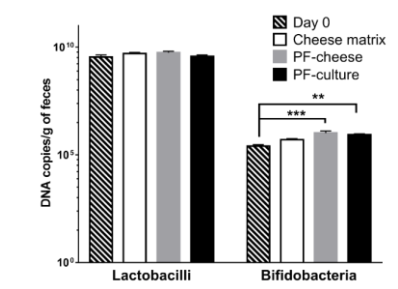 Day 0
Cheese matrix
PF-cheese
PF-culture
DNA copies/g of feces
10¹⁰
10⁵
10⁰
**
***
Lactobacilli
Bifidobacteria